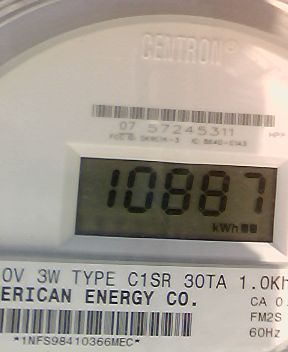 CENTRON®
07 57245311
10887
kWh
0V 3W TYPE C1SR 30TA 1.0Kh
ERICAN ENERGY CO.
CA 0.
FM2S
60Hz
*1NFS98410366MEC*